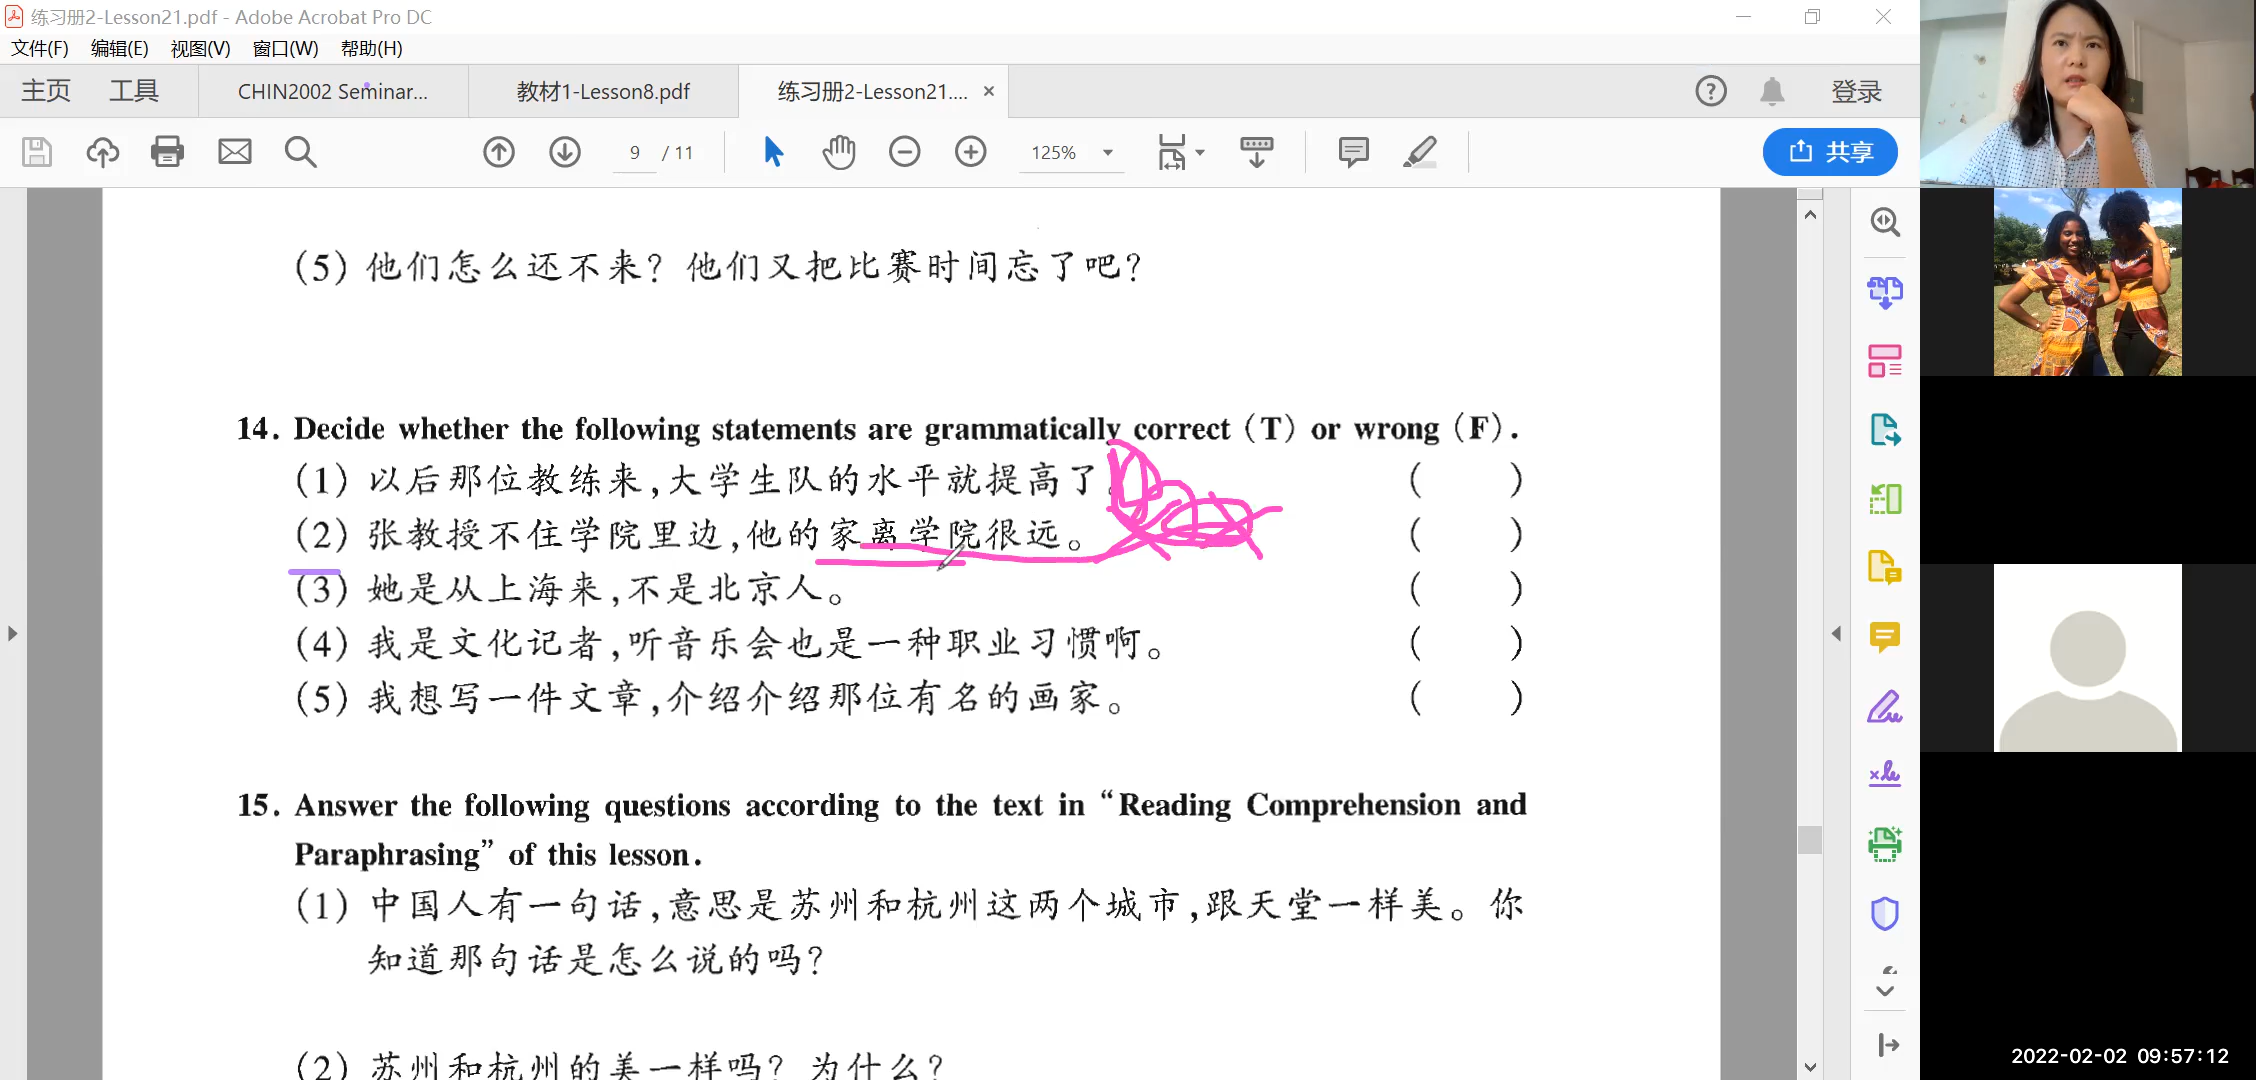 练习册2-Lesson21.pdf - Adobe Acrobat Pro DC
文件(F) 编辑(E) 视图(V) 窗口(W) 帮助(H)
主页 工具 CHIN2002 Seminar... 教材1-Lesson8.pdf 练习册2-Lesson21.... × 登录
9 / 11 125% 共享
(5) 他们怎么还不来? 他们又把比赛时间忘了吧?
14. Decide whether the following statements are grammatically correct (T) or wrong (F).
(1) 以后那位教练来,大学生队的水平就提高了。 ( )
(2) 张教授不住学院里边,他的家离学院很远。 ( )
(3) 她是从上海来,不是北京人。 ( )
(4) 我是文化记者,听音乐会也是一种职业习惯啊。 ( )
(5) 我想写一件文章,介绍介绍那位有名的画家。 ( )
15. Answer the following questions according to the text in “Reading Comprehension and
Paraphrasing” of this lesson.
(1) 中国人有一句话,意思是苏州和杭州这两个城市,跟天堂一样美。你
知道那句话是怎么说的吗?
(2) 苏州和杭州的美一样吗? 为什么?
2022-02-02 09:57:12